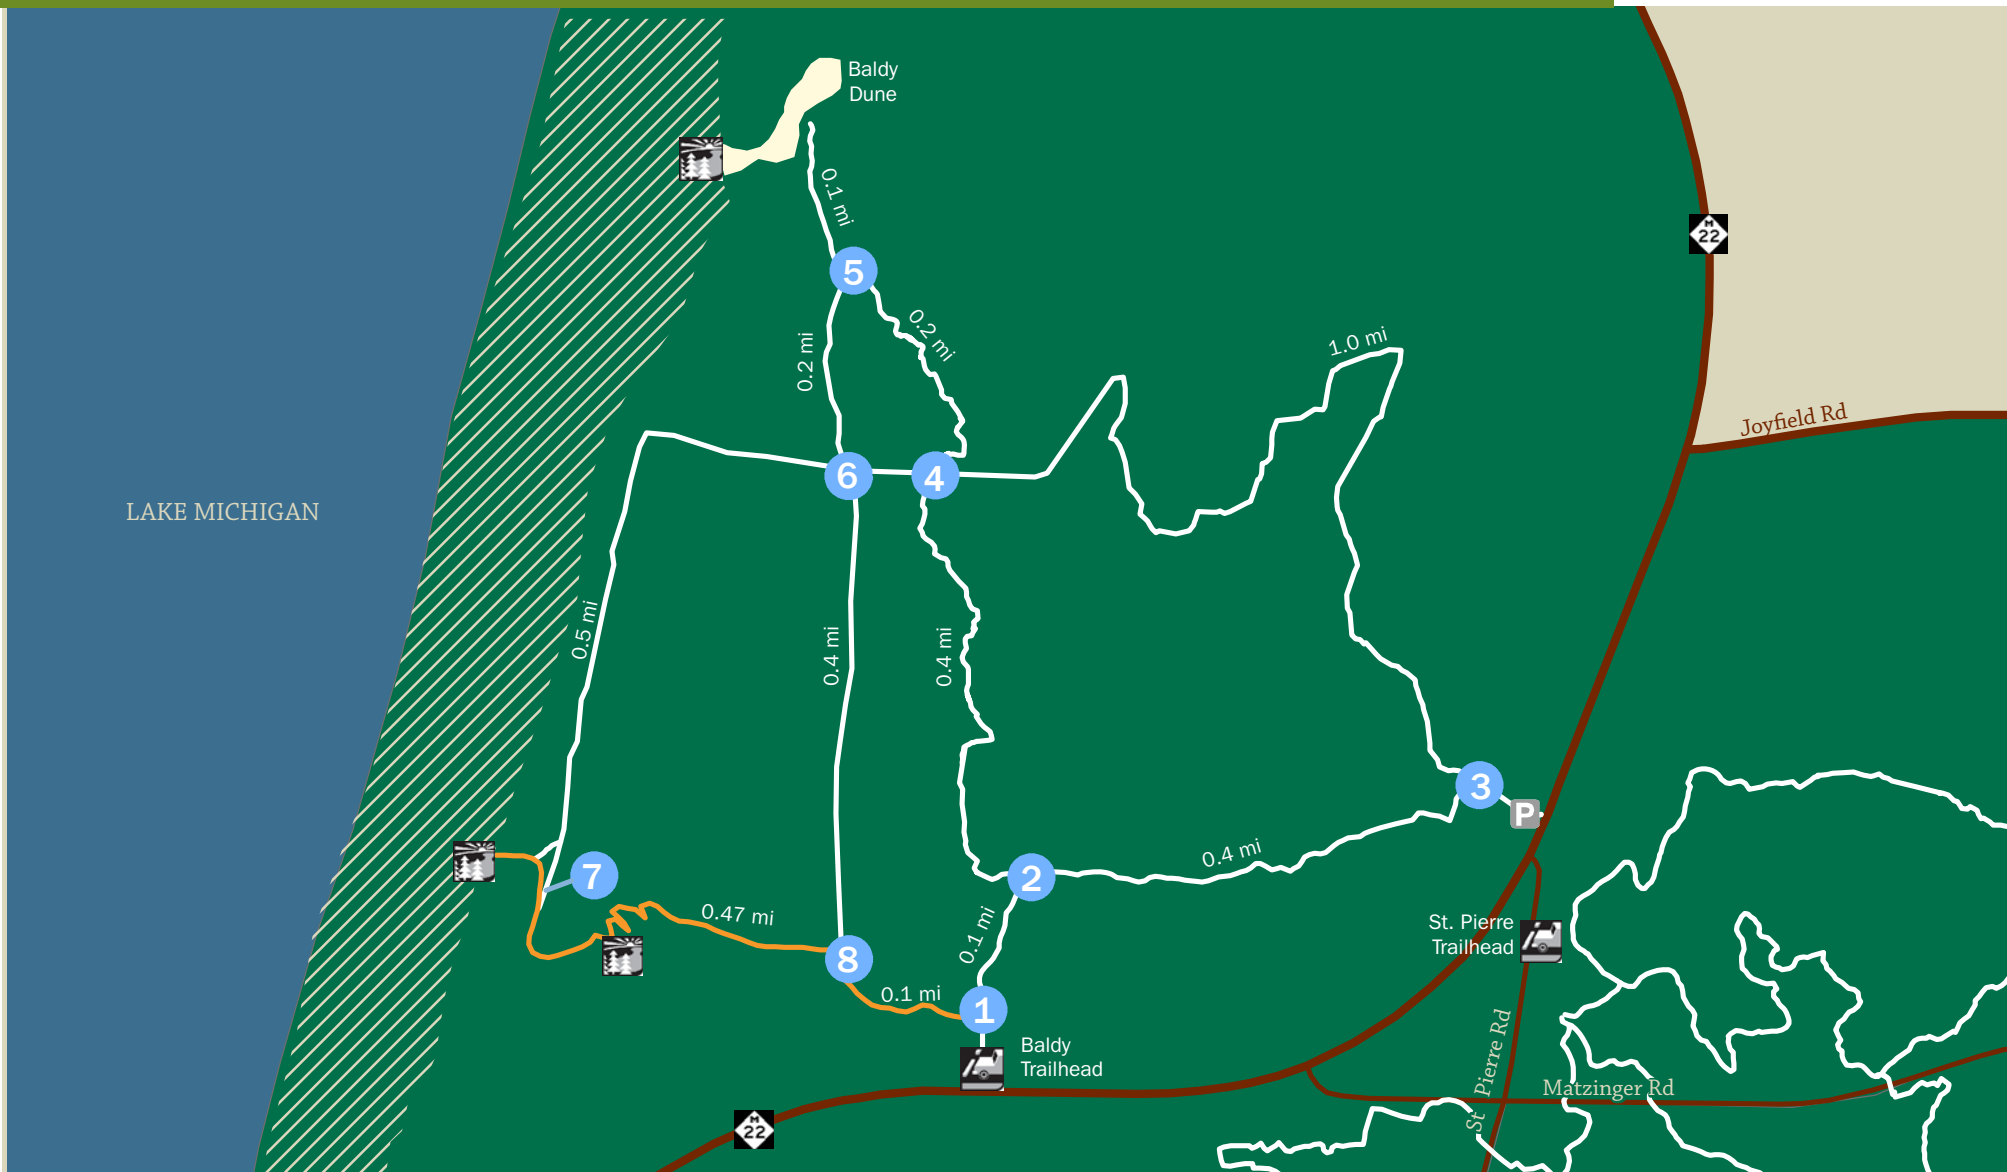 Baldy
Dune
0.1 mi
M
22
5
0.2 mi
0.2 mi
1.0 mi
Joyfield Rd
6
4
LAKE MICHIGAN
0.5 mi
0.4 mi
0.4 mi
3
P
0.4 mi
7
2
0.47 mi
0.1 mi
St. Pierre
Trailhead
8
0.1 mi
1
Baldy
Trailhead
St Pierre Rd
Matzinger Rd
M
22